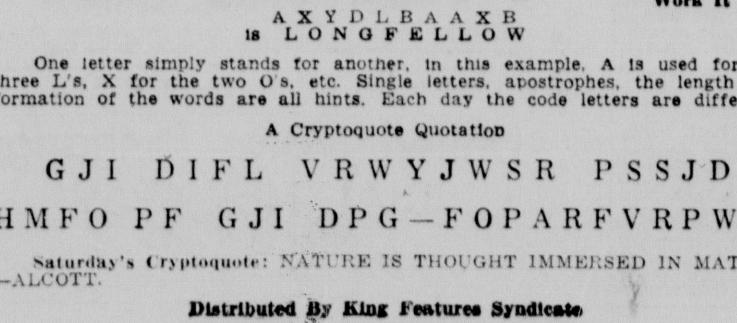 Work It
A X Y D L B A A X R
is L O N G F E L L O W
One letter simply stands for another. In this example, A is used for
hree L's, X for the two O's, etc. Single letters, apostrophes, the length
ormation of the words are all hints. Each day the code letters are diffe
A Cryptoquote Quotation
G J I D I F L V R W Y J W S R P S S J D
H M F O P F G J I D P G — F O P A R F V R P W
Saturday's Cryptoquote: NATURE IS THOUGHT IMMERSED IN MAT
—ALCOTT.
Distributed By King Features Syndicate